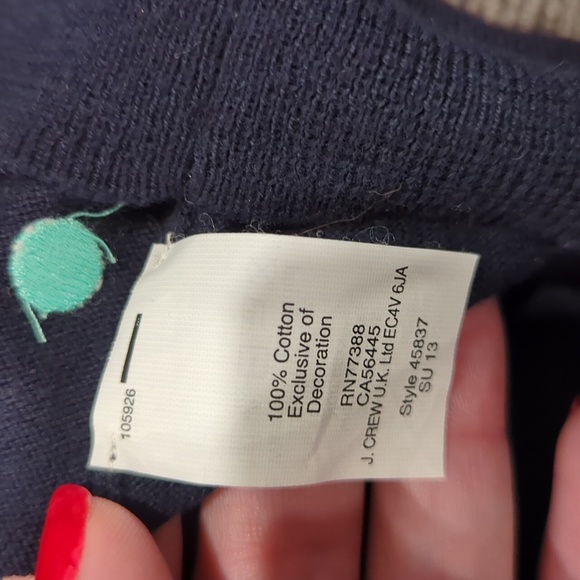 105926
100% Cotton
Exclusive of
Decoration
RN77388
CA56445
J. CREW U.K. Ltd EC4V 6JA
Style 45837
SU 13